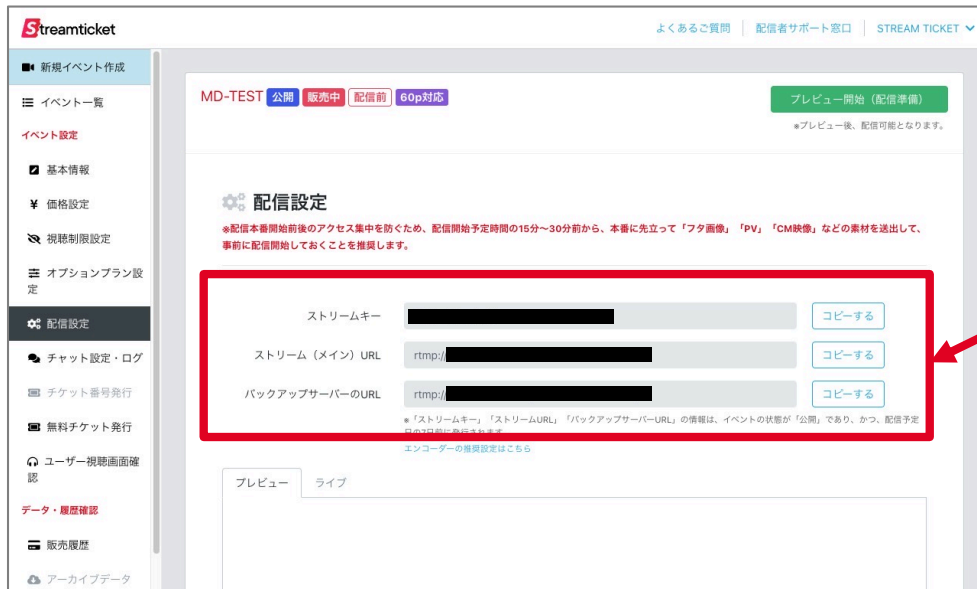 Streamticket
よくあるご質問
配信者サポート窓口
STREAM TICKET
新規イベント作成
イベント一覧
イベント設定
基本情報
¥ 価格設定
視聴制限設定
オプションプラン設
定
配信設定
チャット設定・ログ
チケット番号発行
無料チケット発行
ユーザー視聴画面確
認
データ・履歴確認
販売履歴
アーカイブデータ
MD-TEST 公開 販売中 配信前 60p対応
プレビュー開始（配信準備）
※プレビュー後、配信可能となります。
配信設定
※配信本番開始前後のアクセス集中を防ぐため、配信開始予定時間の15分〜30分前から、本番に先立って「フタ画像」「PV」「CM映像」などの素材を送出して、
事前に配信開始しておくことを推奨します。
ストリームキー
コピーする
ストリーム（メイン）URL
rtmp://
コピーする
バックアップサーバーのURL
rtmp://
コピーする
※「ストリームキー」「ストリームURL」「バックアップサーバーURL」の情報は、イベントの状態が「公開」であり、かつ、配信予定
日の7日前に発行されます
エンコーダーの推奨設定はこちら
プレビュー
ライブ